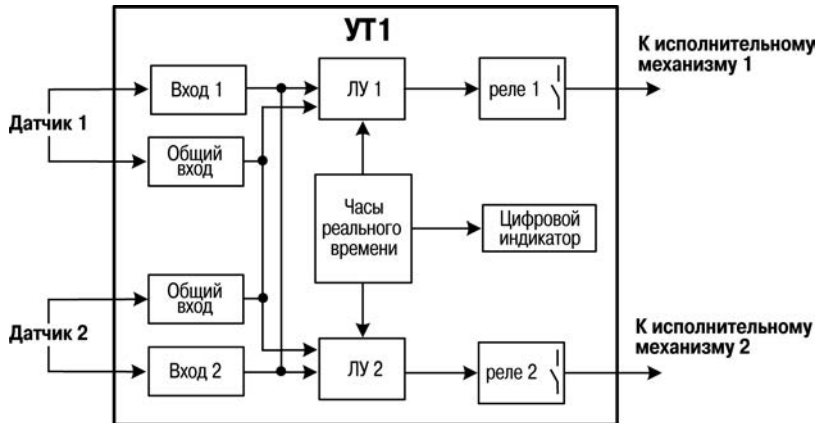 УТ1
К исполнительному
механизму 1
Вход 1
ЛУ 1
реле 1
Датчик 1
Общий
вход
Часы
реального
времени
Цифровой
индикатор
Общий
вход
Датчик 2
Вход 2
ЛУ 2
реле 2
К исполнительному
механизму 2